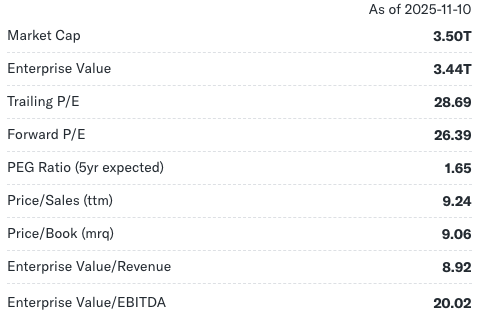 As of 2025-11-10
Market Cap 3.50T
Enterprise Value 3.44T
Trailing P/E 28.69
Forward P/E 26.39
PEG Ratio (5yr expected) 1.65
Price/Sales (ttm) 9.24
Price/Book (mrq) 9.06
Enterprise Value/Revenue 8.92
Enterprise Value/EBITDA 20.02